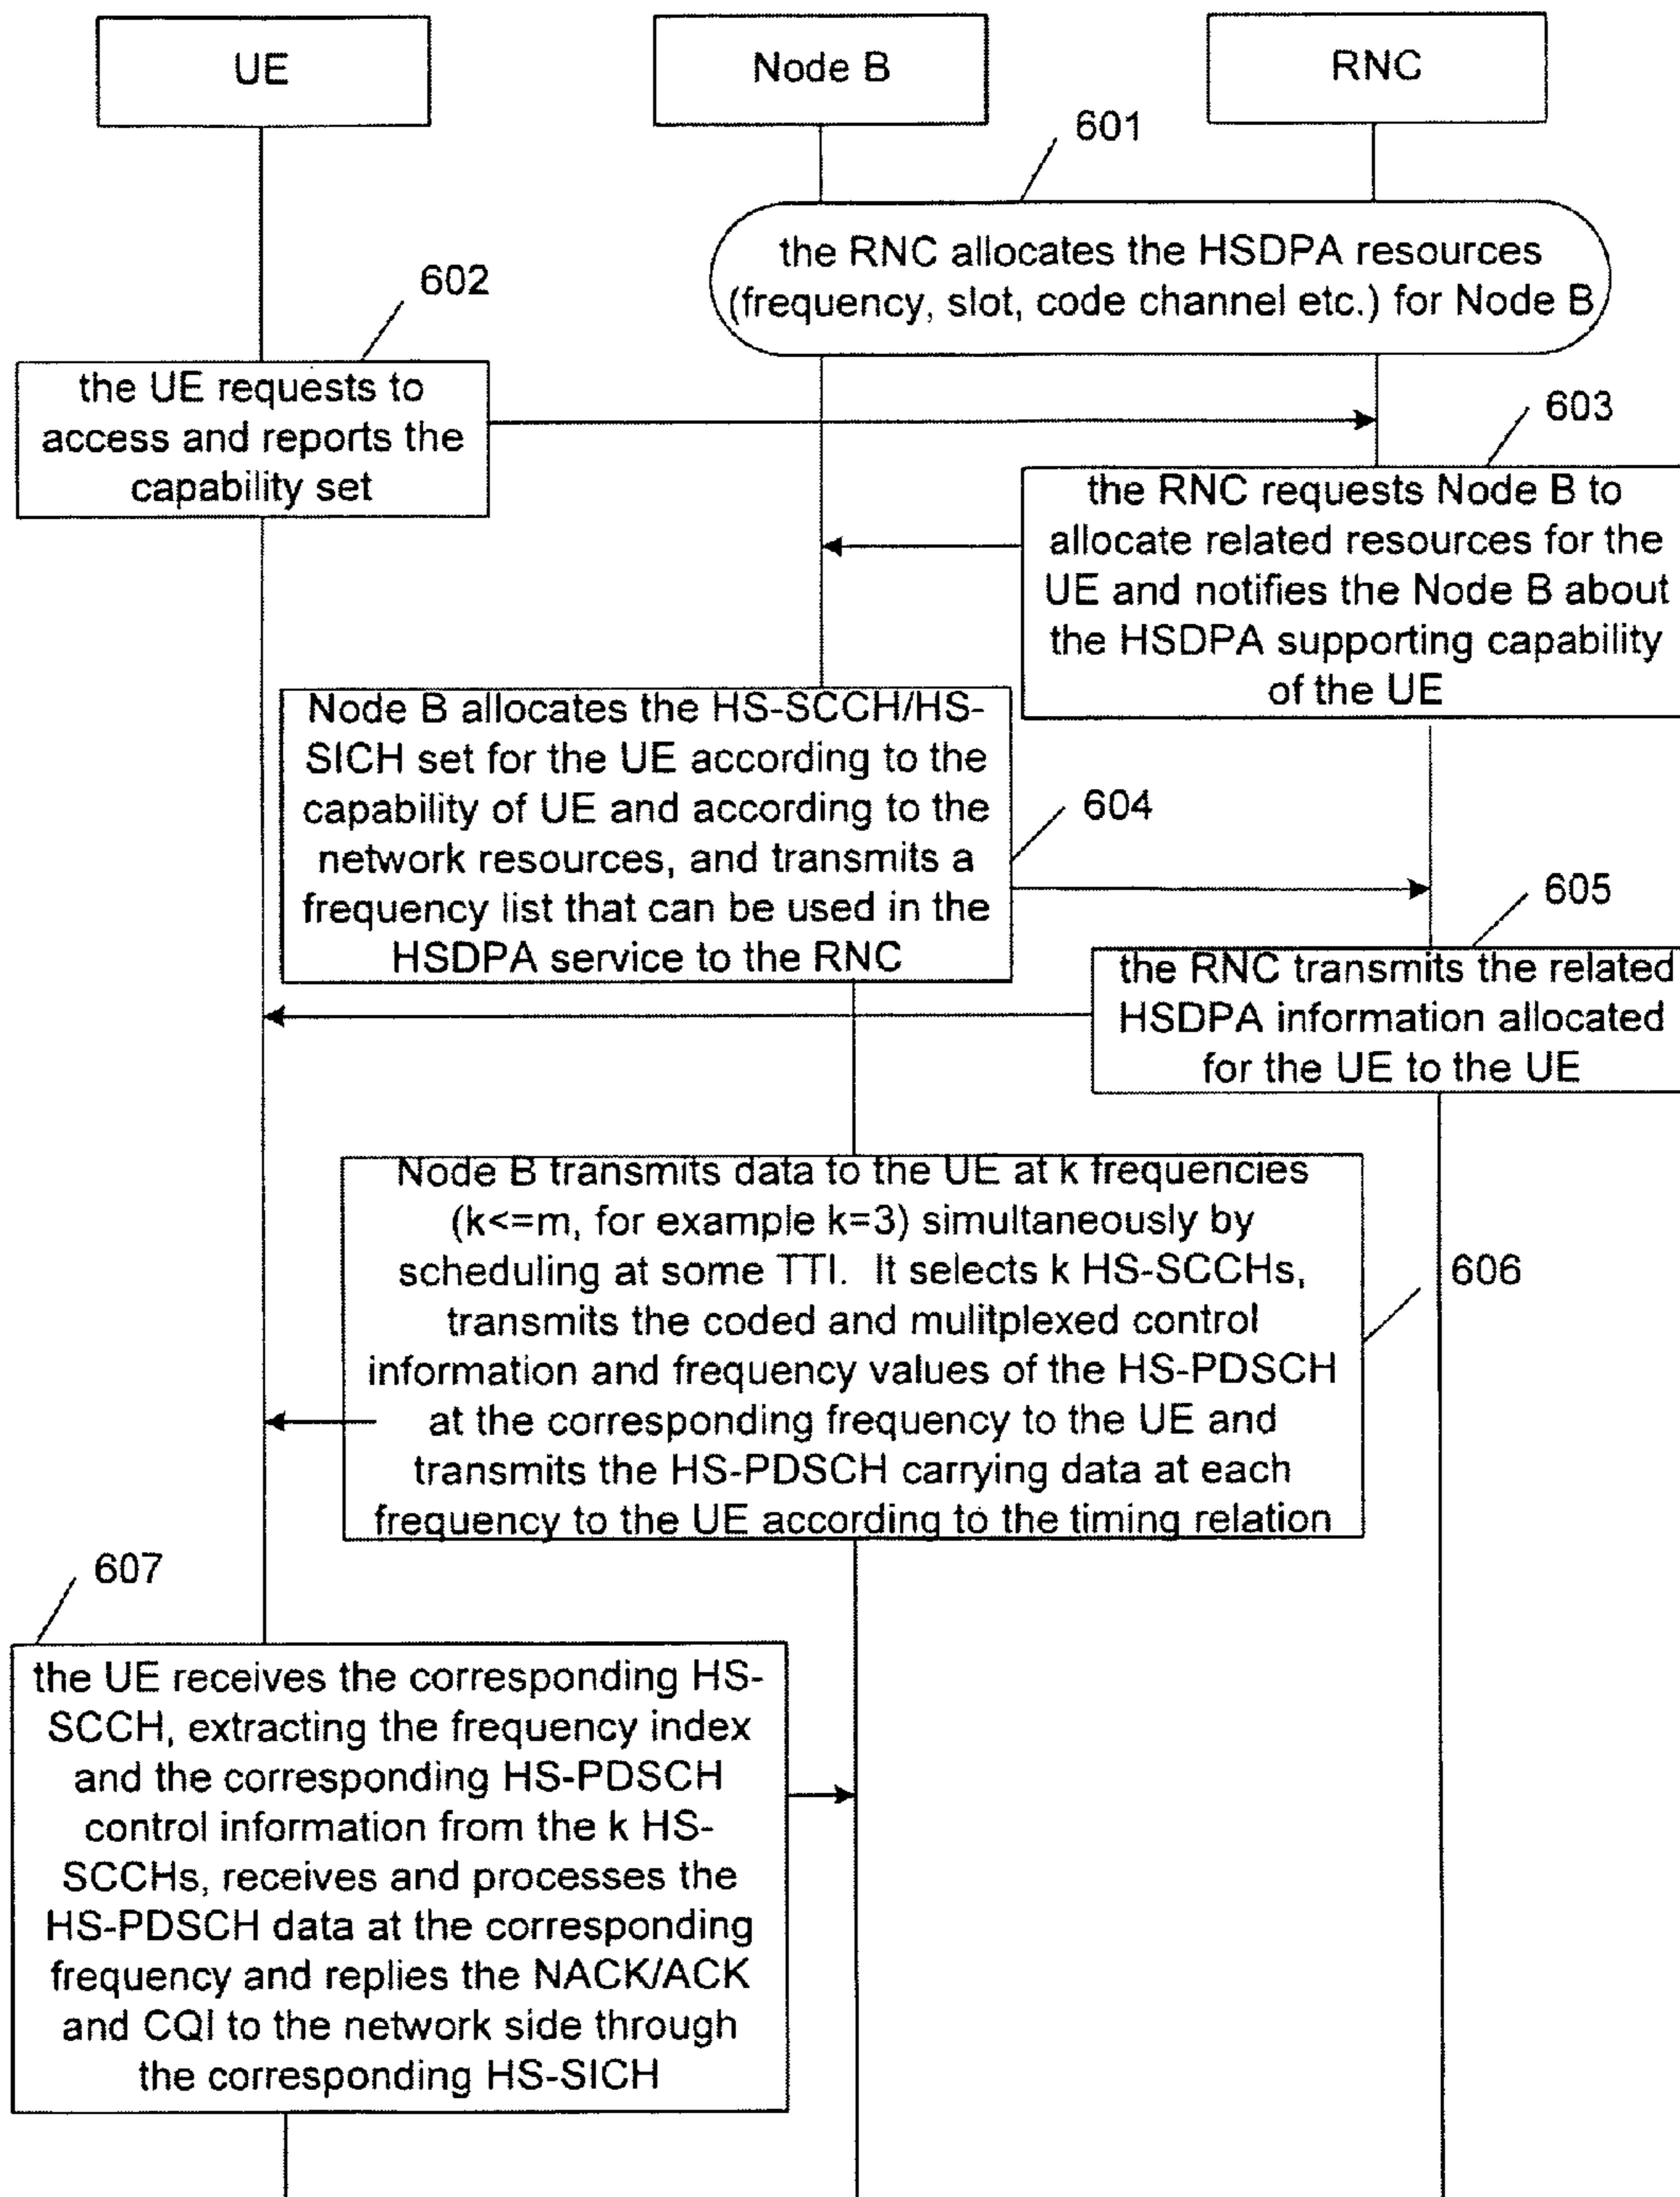 UE
Node B
RNC
601
the RNC allocates the HSDPA resources
(frequency, slot, code channel etc.) for Node B
602
the UE requests to
access and reports the
capability set
603
the RNC requests Node B to
allocate related resources for the
UE and notifies the Node B about
the HSDPA supporting capability
of the UE
Node B allocates the HS-SCCH/HS-
SICH set for the UE according to the
capability of UE and according to the
network resources, and transmits a
frequency list that can be used in the
HSDPA service to the RNC
604
605
the RNC transmits the related
HSDPA information allocated
for the UE to the UE
Node B transmits data to the UE at k frequencies
(k<=m, for example k=3) simultaneously by
scheduling at some TTI. It selects k HS-SCCHs,
transmits the coded and mulitplexed control
information and frequency values of the HS-PDSCH
at the corresponding frequency to the UE and
transmits the HS-PDSCH carrying data at each
frequency to the UE according to the timing relation
606
607
the UE receives the corresponding HS-
SCCH, extracting the frequency index
and the corresponding HS-PDSCH
control information from the k HS-
SCCHs, receives and processes the
HS-PDSCH data at the corresponding
frequency and replies the NACK/ACK
and CQI to the network side through
the corresponding HS-SICH